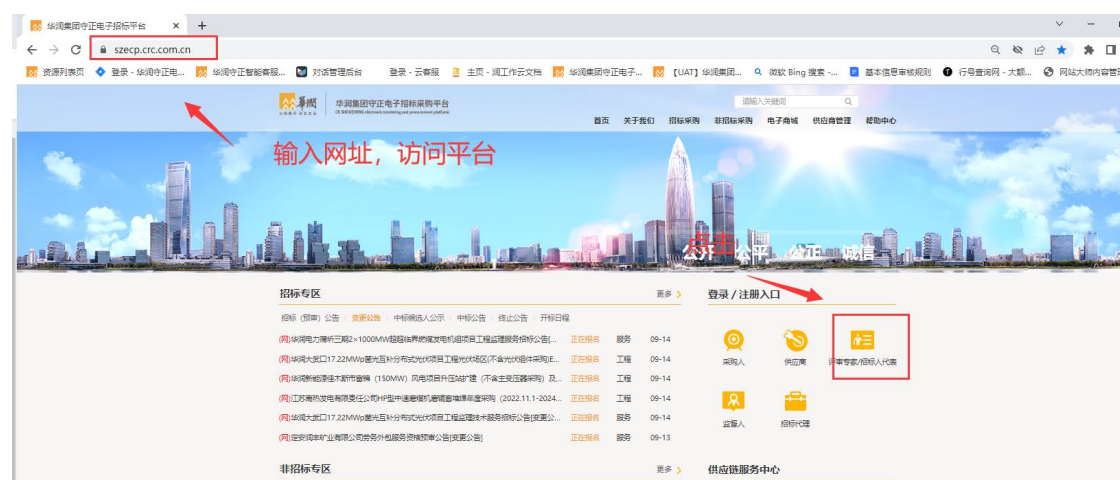 华润集团守正电子招标平台
szecp.crc.com.cn
资源列表页 登录 - 华润守正电... 华润守正智能客服... 对话管理后台 登录 - 云客服 主页 - 润工作云文档 华润集团守正电子... 【UAT】华润集团... 微软 Bing 搜索 -... 基本信息审核规则 行号查询网 - 大额... 网站大师内容管理
华润集团守正电子招标采购平台
请输入关键词
首页 关于我们 招标采购 非招标采购 电子商城 供应商管理 帮助中心
输入网址，访问平台
点击
公开 公平 公正 诚信
招标专区 更多
登录 / 注册入口
招标（预审）公告 变更公告 中标候选人公示 中标公告 终止公告 开标日程
(网)华润电力蒲圻三期2×1000MW超超临界燃煤发电机组项目工程监理服务招标公告[... 正在报名 服务 09-14
(网)华润大武口17.22MWp菌光互补分布式光伏项目工程光伏场区(不含光伏组件采购)E... 正在报名 工程 09-14
(网)华润新能源佳木斯市富锦（150MW）风电项目升压站扩建（不含主变压器采购）及... 正在报名 工程 09-14
(网)江苏南热发电有限责任公司HP型中速磨煤机磨辊套堆焊年度采购（2022.11.1-2024... 正在报名 工程 09-14
(网)华润大武口17.22MWp菌光互补分布式光伏项目工程监理技术服务招标公告[变更公... 正在报名 服务 09-14
(网)定安润丰矿业有限公司劳务外包服务资格预审公告[变更公告] 正在报名 服务 09-13
采购人 供应商 评审专家/招标人代表
监督人 招标代理
非招标专区 更多
供应链服务中心